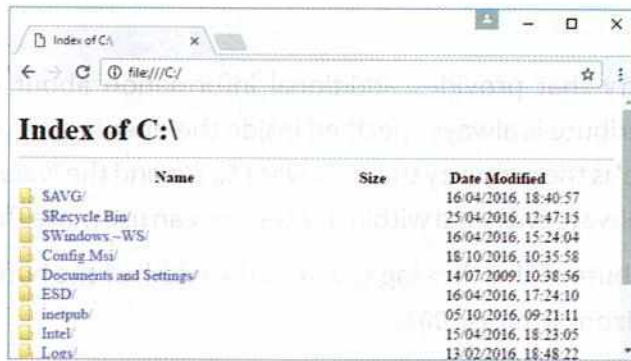 Index of C:\
file:///C:/
Index of C:\
Name Size Date Modified
$AVG/ 16/04/2016, 18:40:57
$Recycle.Bin/ 25/04/2016, 12:47:15
$Windows.~WS/ 16/04/2016, 15:24:04
Config.Msi/ 18/10/2016, 10:35:58
Documents and Settings/ 14/07/2009, 10:38:56
ESD/ 16/04/2016, 17:24:10
inetpub/ 05/10/2016, 09:21:11
Intel/ 15/04/2016, 18:23:05
Logs/ 13/02/2016, 18:48:22